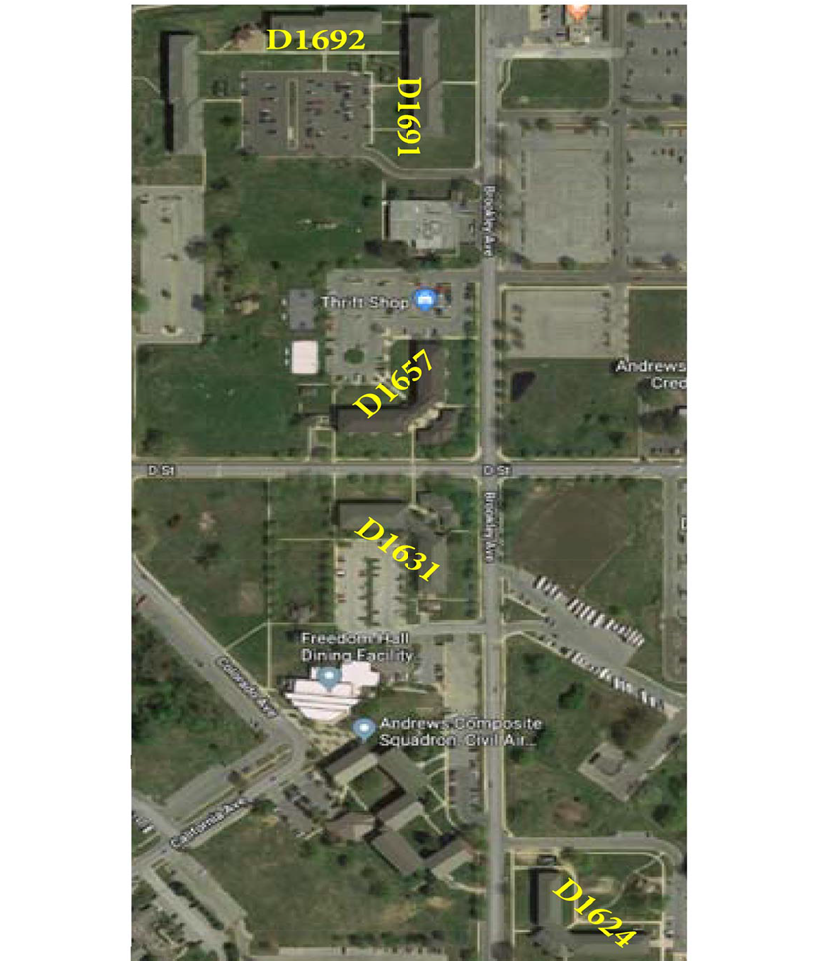 D1692
D1691
Brookley Ave
Thrift Shop
D1657
Andrews
Cred
D St
D St
Brookley Ave
D1631
Freedom Hall
Dining Facility
Colorado Ave
Andrews Composite
Squadron, Civil Air...
California Ave
D1624